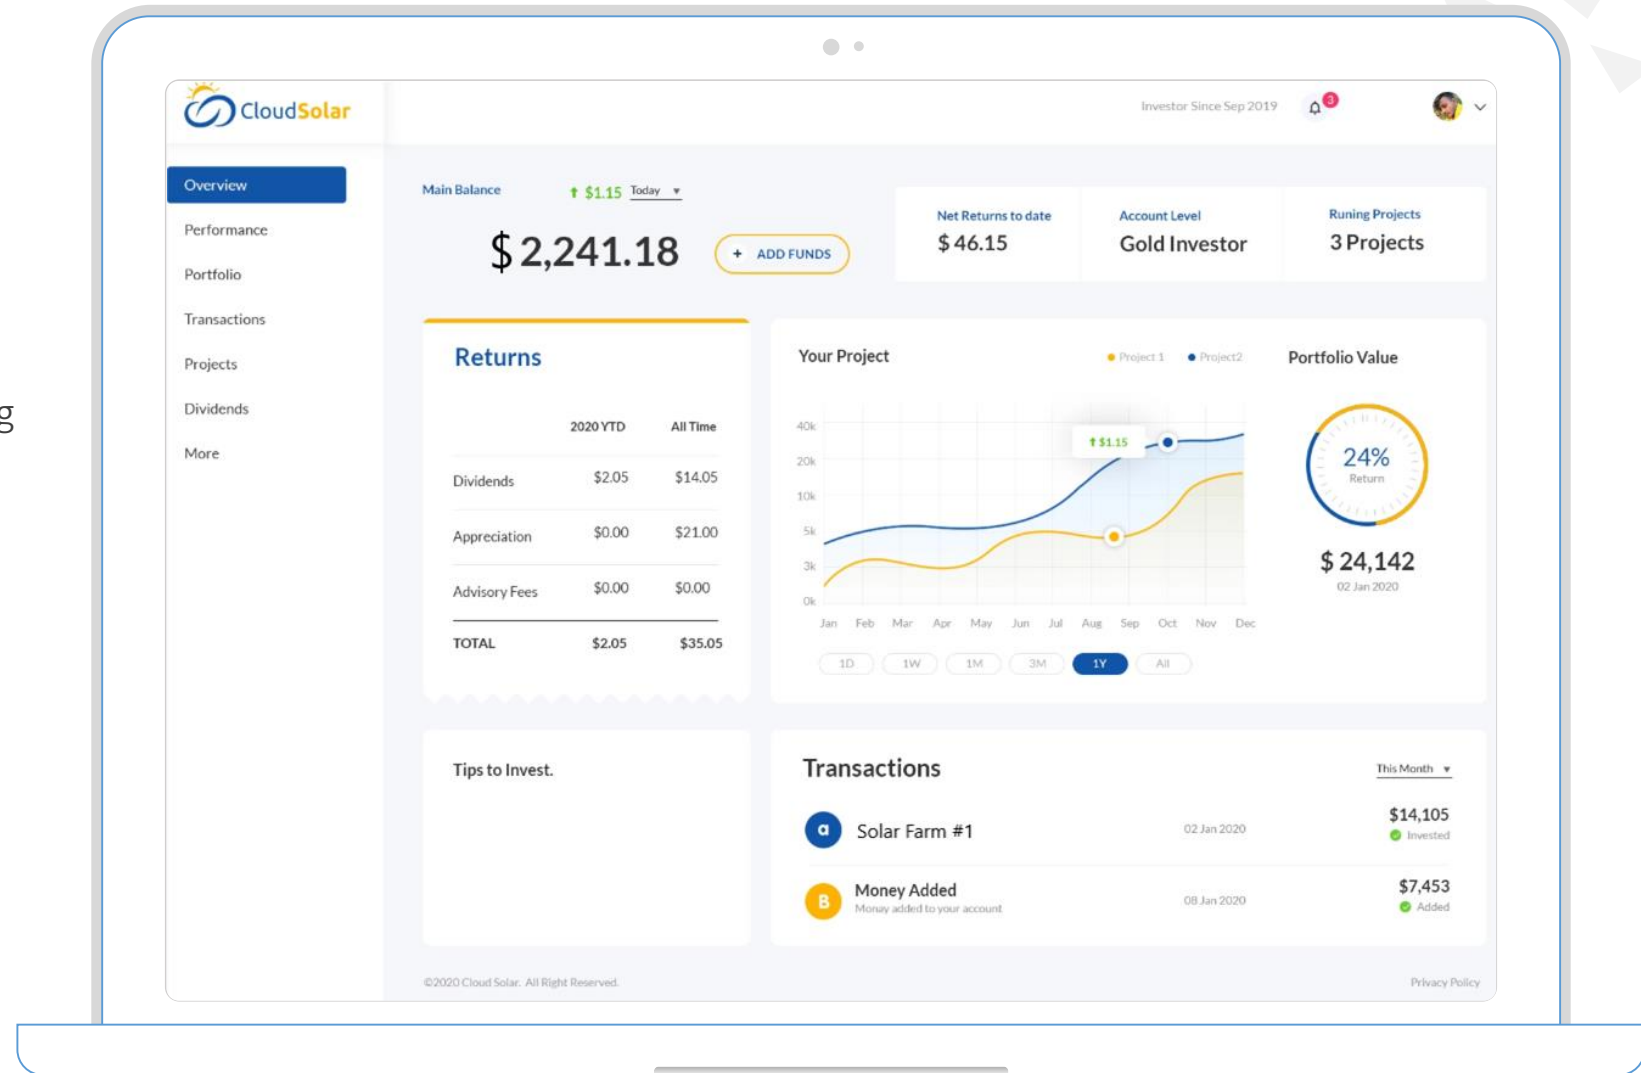 g
CloudSolar
Investor Since Sep 2019
3
Overview
Performance
Portfolio
Transactions
Projects
Dividends
More
Main Balance
$1.15 Today
$ 2,241.18
+ ADD FUNDS
Net Returns to date
$ 46.15
Account Level
Gold Investor
Runing Projects
3 Projects
Returns
2020 YTD All Time
Dividends $2.05 $14.05
Appreciation $0.00 $21.00
Advisory Fees $0.00 $0.00
TOTAL $2.05 $35.05
Your Project
Project 1 Project2
40k
20k
10k
5k
3k
0k
$1.15
Jan Feb Mar Apr May Jun Jul Aug Sep Oct Nov Dec
1D 1W 1M 3M 1Y All
Portfolio Value
24%
Return
$ 24,142
02 Jan 2020
Tips to Invest.
Transactions
This Month
a Solar Farm #1 02 Jan 2020 $14,105
Invested
B Money Added 08 Jan 2020 $7,453
Monay added to your account Added
©2020 Cloud Solar. All Right Reserved.
Privacy Policy